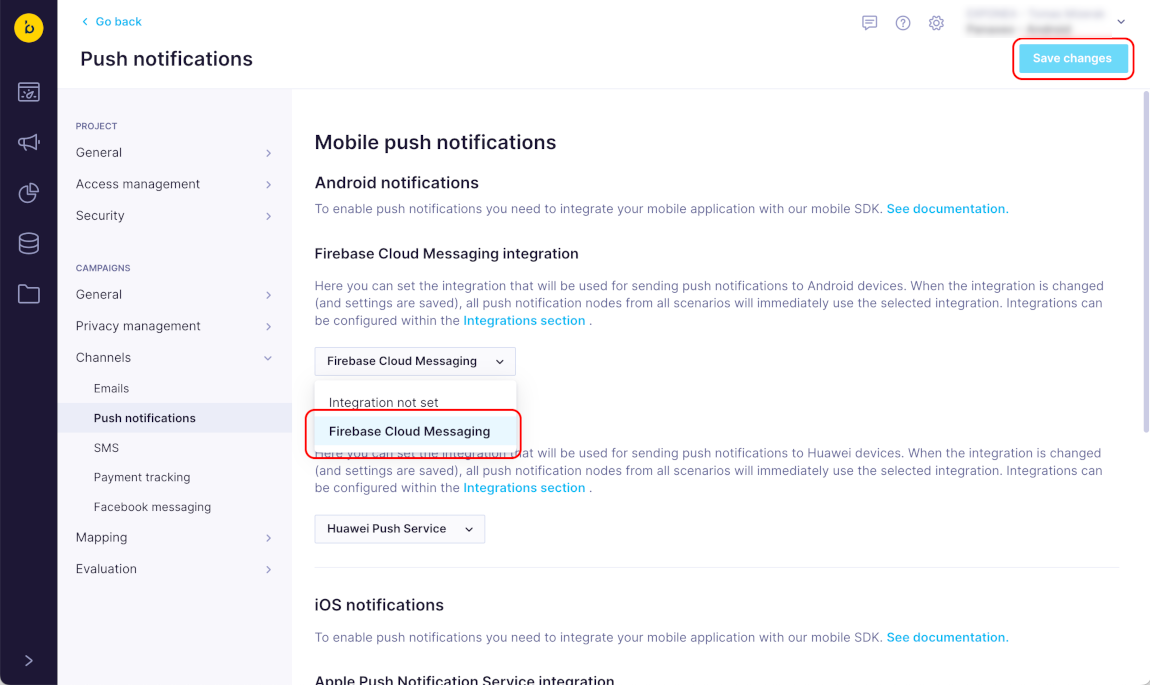 Go back
Push notifications
Save changes
PROJECT
General
Access management
Security
CAMPAIGNS
General
Privacy management
Channels
Emails
Push notifications
SMS
Payment tracking
Facebook messaging
Mapping
Evaluation
Mobile push notifications
Android notifications
To enable push notifications you need to integrate your mobile application with our mobile SDK. See documentation.
Firebase Cloud Messaging integration
Here you can set the integration that will be used for sending push notifications to Android devices. When the integration is changed
(and settings are saved), all push notification nodes from all scenarios will immediately use the selected integration. Integrations can
be configured within the Integrations section .
Firebase Cloud Messaging
Integration not set
Firebase Cloud Messaging
Here you can set the integration that will be used for sending push notifications to Huawei devices. When the integration is changed
(and settings are saved), all push notification nodes from all scenarios will immediately use the selected integration. Integrations can
be configured within the Integrations section .
Huawei Push Service
iOS notifications
To enable push notifications you need to integrate your mobile application with our mobile SDK. See documentation.
Apple Push Notification Service integration